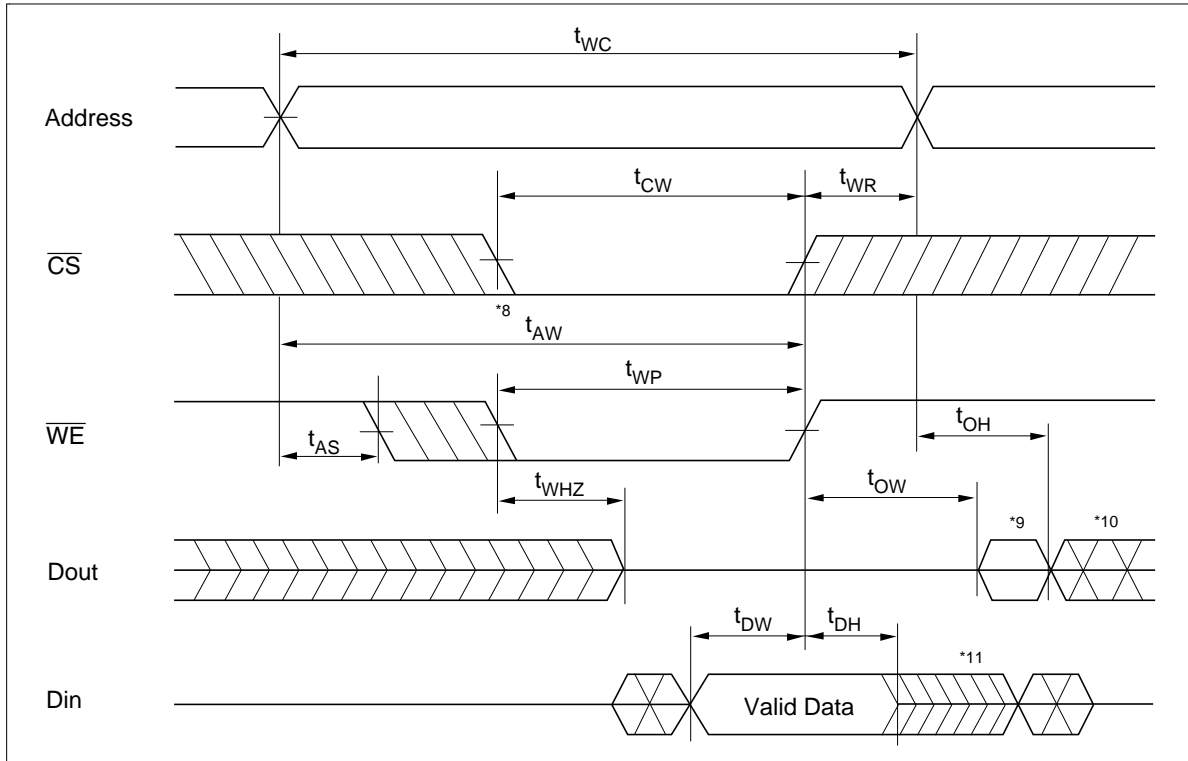 tWC
Address
tCW
tWR
CS
*8
tAW
tWP
WE
tAS
tOH
tWHZ
tOW
*9
*10
Dout
tDW
tDH
*11
Din
Valid Data